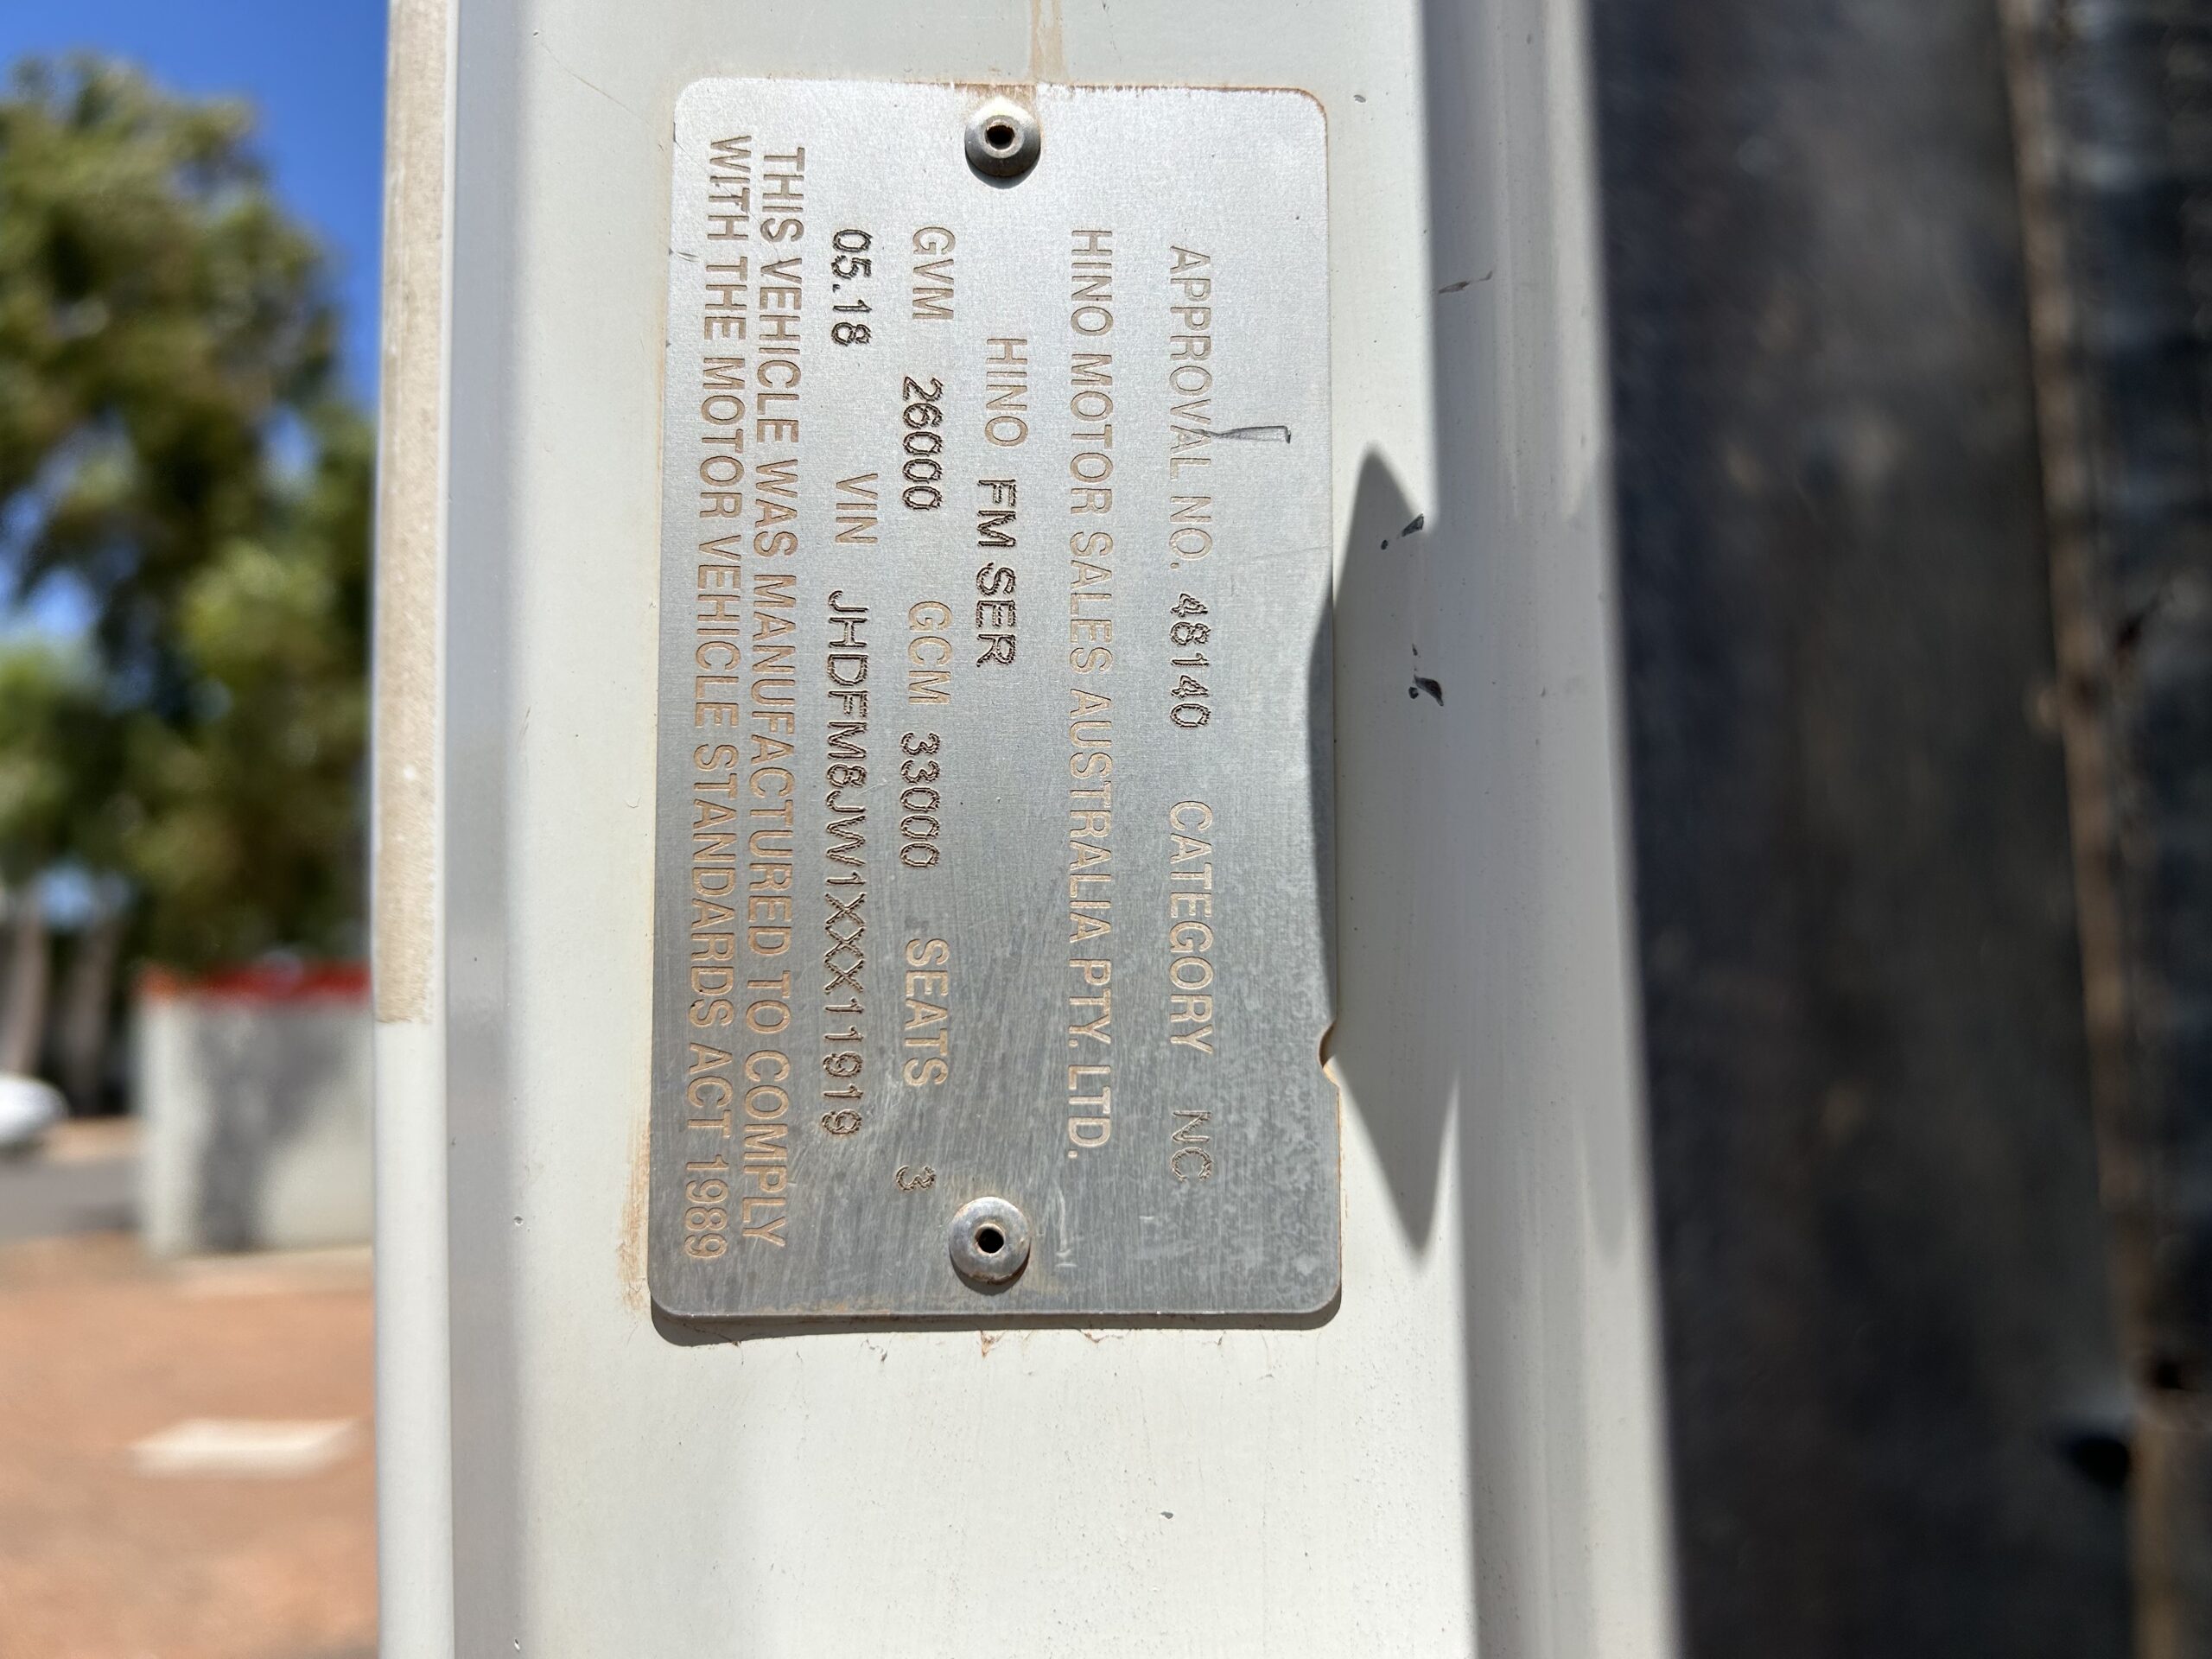 APPROVAL NO. 48140 CATEGORY NC
HINO MOTOR SALES AUSTRALIA PTY. LTD.
HINO FM SER
GVM 26000 GCM 33000 SEATS 3
05.18 VIN JHDFM8JW1XXX11919
THIS VEHICLE WAS MANUFACTURED TO COMPLY
WITH THE MOTOR VEHICLE STANDARDS ACT 1989